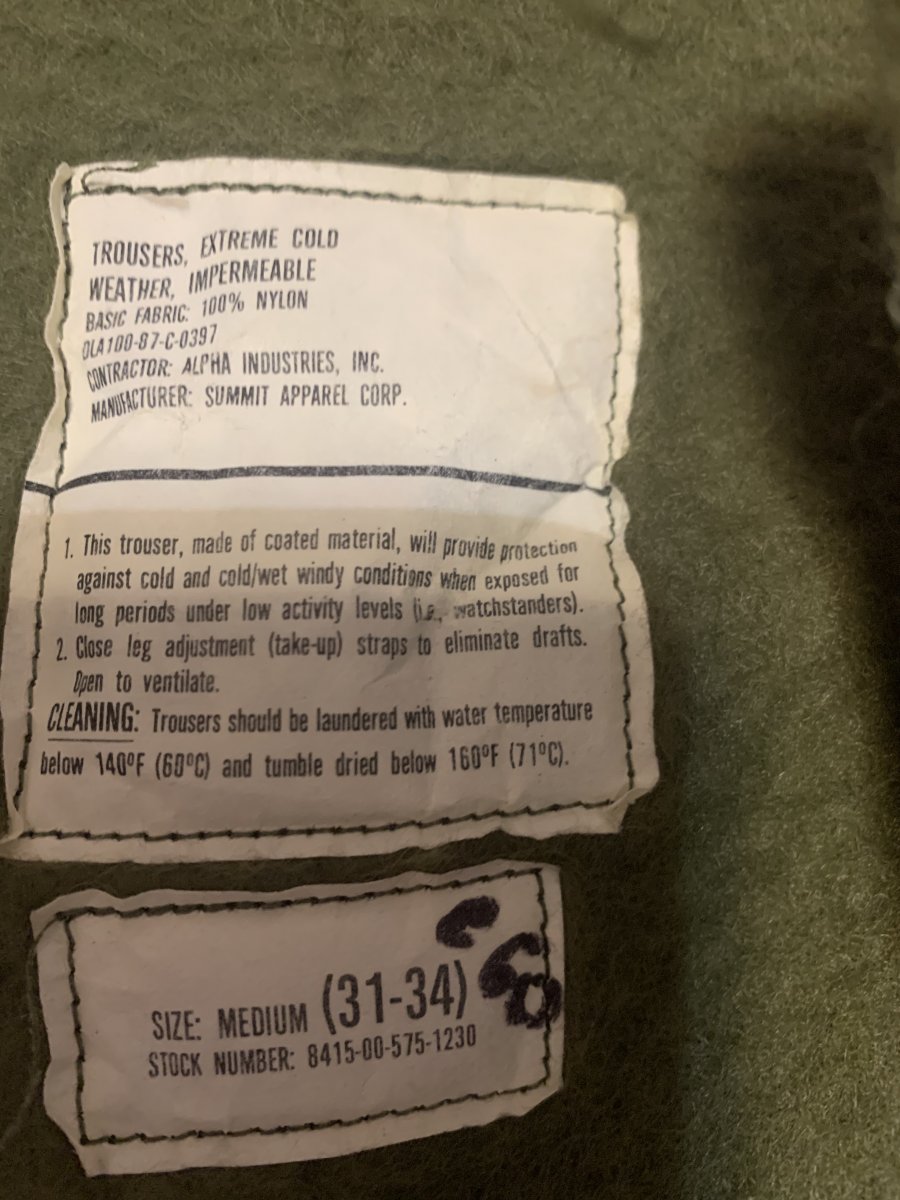 TROUSERS, EXTREME COLD
WEATHER, IMPERMEABLE
BASIC FABRIC: 100% NYLON
DLA100-87-C-0397
CONTRACTOR: ALPHA INDUSTRIES, INC.
MANUFACTURER: SUMMIT APPAREL CORP.
1. This trouser, made of coated material, will provide protection
against cold and cold/wet windy conditions when exposed for
long periods under low activity levels (i.e., watchstanders).
2. Close leg adjustment (take-up) straps to eliminate drafts.
Open to ventilate.
CLEANING: Trousers should be laundered with water temperature
below 140°F (60°C) and tumble dried below 160°F (71°C).
SIZE: MEDIUM (31-34)
STOCK NUMBER: 8415-00-575-1230